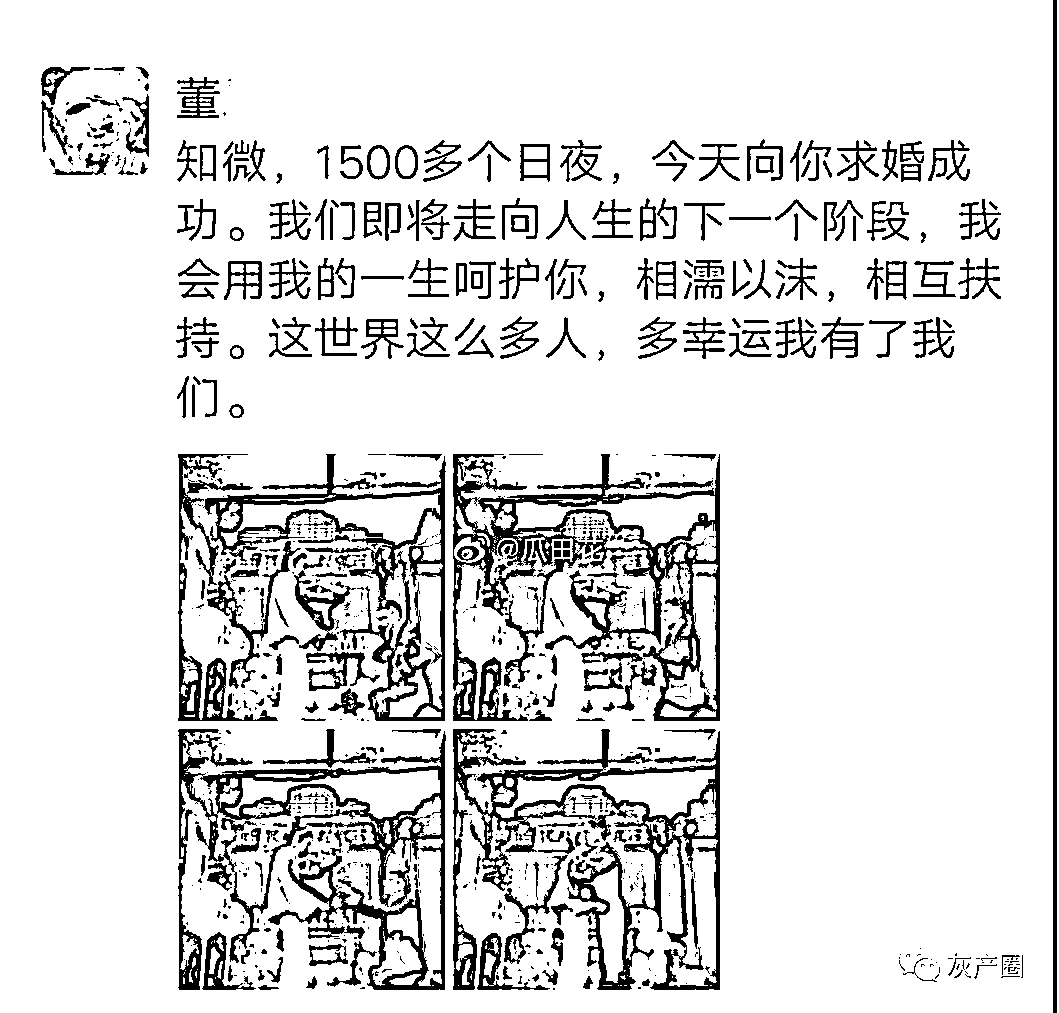 董
知微，1500多个日夜，今天向你求婚成
功。我们即将走向人生的下一个阶段，我
会用我的一生呵护你，相濡以沫，相互扶
持。这世界这么多人，多幸运我有了我
们。
@瓜田花
灰产圈